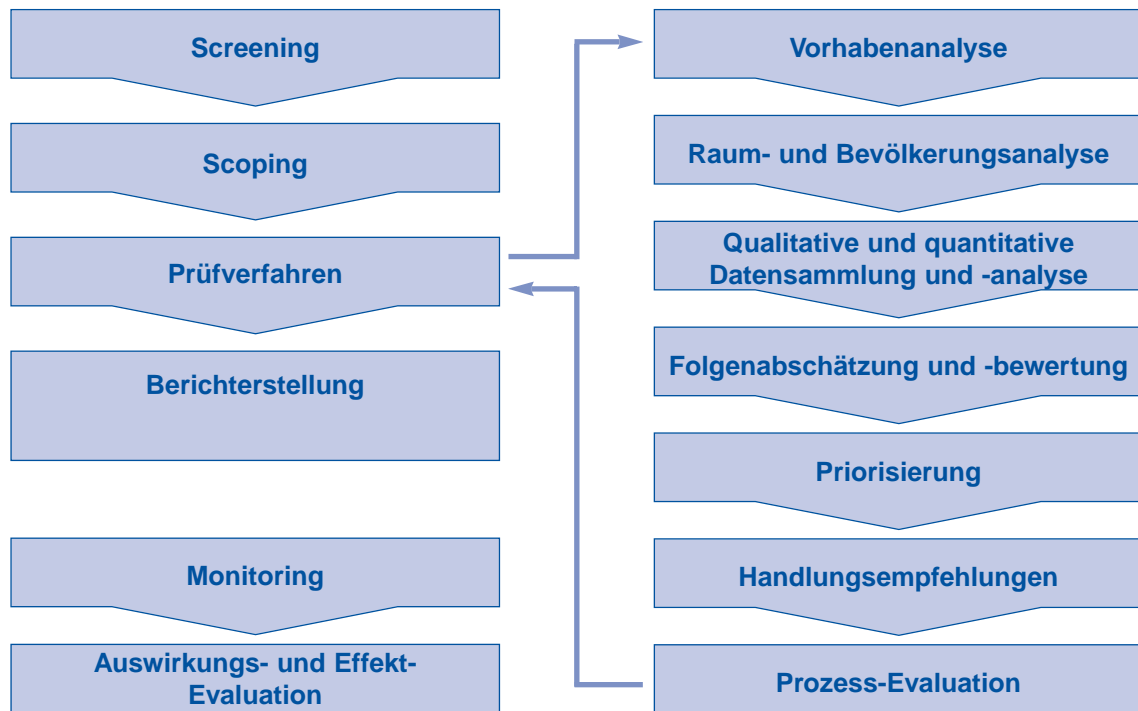 Screening
Scoping
Prüfverfahren
Berichterstellung
Monitoring
Auswirkungs- und Effekt-
Evaluation
Vorhabenanalyse
Raum- und Bevölkerungsanalyse
Qualitative und quantitative
Datensammlung und -analyse
Folgenabschätzung und -bewertung
Priorisierung
Handlungsempfehlungen
Prozess-Evaluation